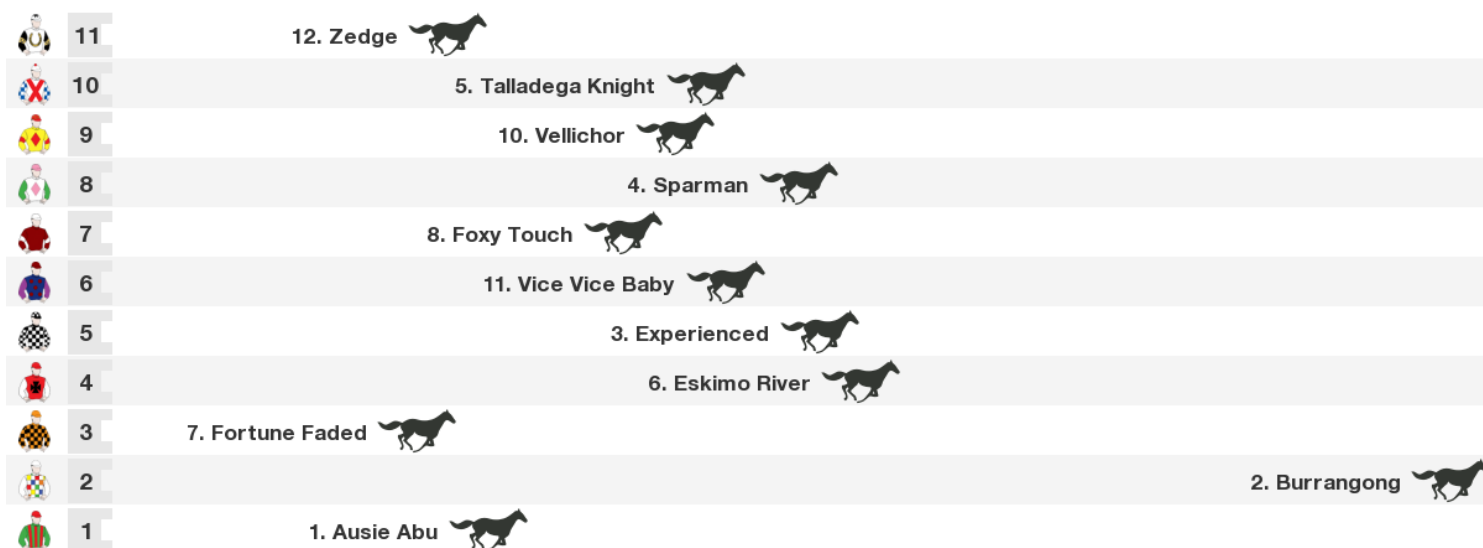 11 12. Zedge
10 5. Talladega Knight
9 10. Vellichor
8 4. Sparman
7 8. Foxy Touch
6 11. Vice Vice Baby
5 3. Experienced
4 6. Eskimo River
3 7. Fortune Faded
2 2. Burrangong
1 1. Ausie Abu